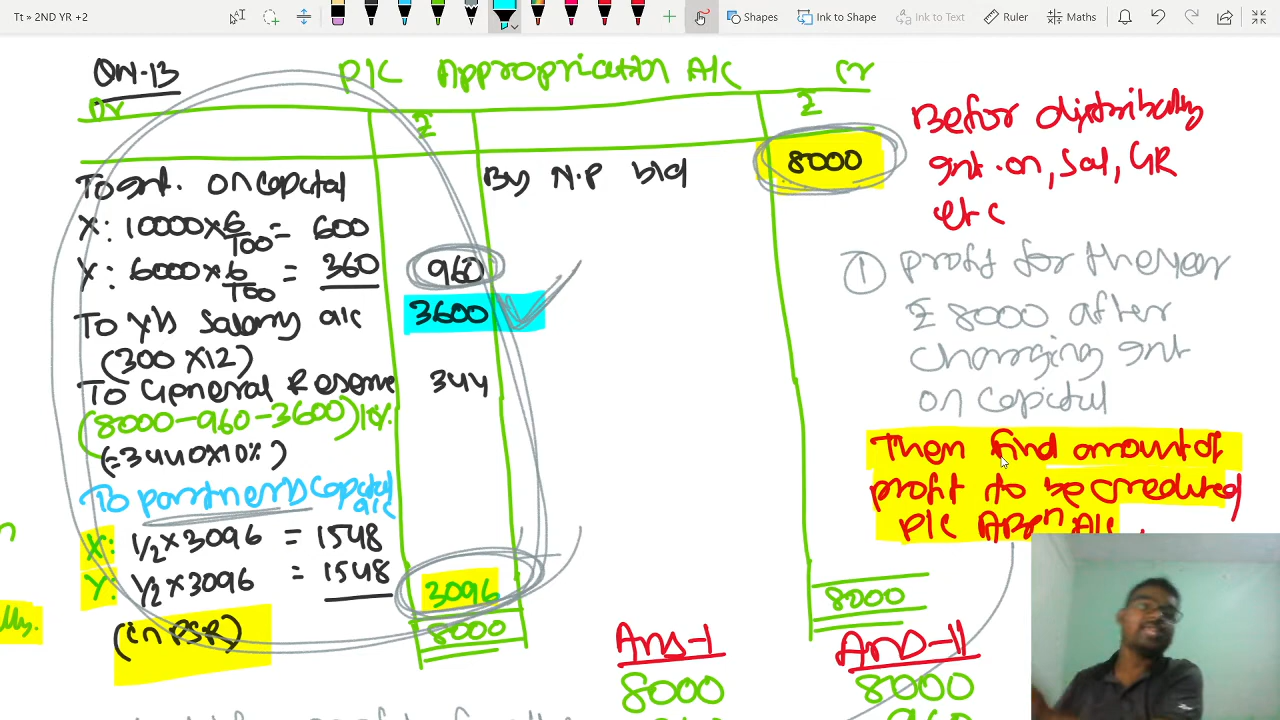 Tt » 2ND YR +2
Shapes
Ink to Shape
Ink to Text
Ruler
Maths
QN-13
P/L Appropriation A/c
Dr
Cr
₹
₹
To int. on capital
X: 10000 × 6/100 = 600
Y: 6000 × 6/100 = 360
960
To Y's Salary a/c
3600
(300 × 12)
To General Reserve
344
(8000-960-3600)10%
(=3440×10%)
To partner's Capital a/c
X: 1/2 × 3096 = 1548
Y: 1/2 × 3096 = 1548
3096
(in PSR)
8000
By N.P b/d
8000
8000
Befor distributing
int. on, Sal, GR
etc
① profit for the year
₹ 8000 after
charging int
on capital
Then find amount of
profit to be credited
P/L APPn A/c.
Ans-I
8000
Ans-II
8000
960